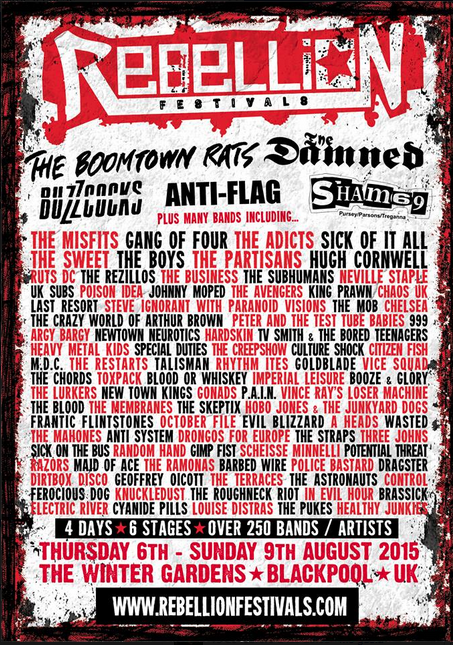 REBELLION
FESTIVALS
THE BOOMTOWN RATS The Damned
BUZZCOCKS ANTI-FLAG SHAM 69
Pursey/Parsons/Treganna
PLUS MANY BANDS INCLUDING...
THE MISFITS GANG OF FOUR THE ADICTS SICK OF IT ALL
THE SWEET THE BOYS THE PARTISANS HUGH CORNWELL
RUTS DC THE REZILLOS THE BUSINESS THE SUBHUMANS NEVILLE STAPLE
UK SUBS POISON IDEA JOHNNY MOPED THE AVENGERS KING PRAWN CHAOS UK
LAST RESORT STEVE IGNORANT WITH PARANOID VISIONS THE MOB CHELSEA
THE CRAZY WORLD OF ARTHUR BROWN PETER AND THE TEST TUBE BABIES 999
ARGY BARGY NEWTOWN NEUROTICS HARDSKIN TV SMITH & THE BORED TEENAGERS
HEAVY METAL KIDS SPECIAL DUTIES THE CREEPSHOW CULTURE SHOCK CITIZEN FISH
M.D.C. THE RESTARTS TALISMAN RHYTHM ITES GOLDBLADE VICE SQUAD
THE CHORDS TOXPACK BLOOD OR WHISKEY IMPERIAL LEISURE BOOZE & GLORY
THE LURKERS NEW TOWN KINGS GONADS P.A.I.N. VINCE RAY'S LOSER MACHINE
THE BLOOD THE MEMBRANES THE SKEPTIX HOBO JONES & THE JUNKYARD DOGS
FRANTIC FLINTSTONES OCTOBER FILE EVIL BLIZZARD A HEADS WASTED
THE MAHONES ANTI SYSTEM DRONGOS FOR EUROPE THE STRAPS THREE JOHNS
SICK ON THE BUS RANDOM HAND GIMP FIST SCHEISSE MINNELLI POTENTIAL THREAT
RAZORS MAID OF ACE THE RAMONAS BARBED WIRE POLICE BASTARD DRAGSTER
DIRTBOX DISCO GEOFFREY OICOTT THE TERRACES THE ASTRONAUTS CONTROL
FEROCIOUS DOG KNUCKLEDUST THE ROUGHNECK RIOT IN EVIL HOUR BRASSICK
ELECTRIC RIVER CYANIDE PILLS LOUISE DISTRAS THE PUKES HEALTHY JUNKIES
4 DAYS ★ 6 STAGES ★ OVER 250 BANDS / ARTISTS
THURSDAY 6TH - SUNDAY 9TH AUGUST 2015
THE WINTER GARDENS ★ BLACKPOOL ★ UK
WWW.REBELLIONFESTIVALS.COM